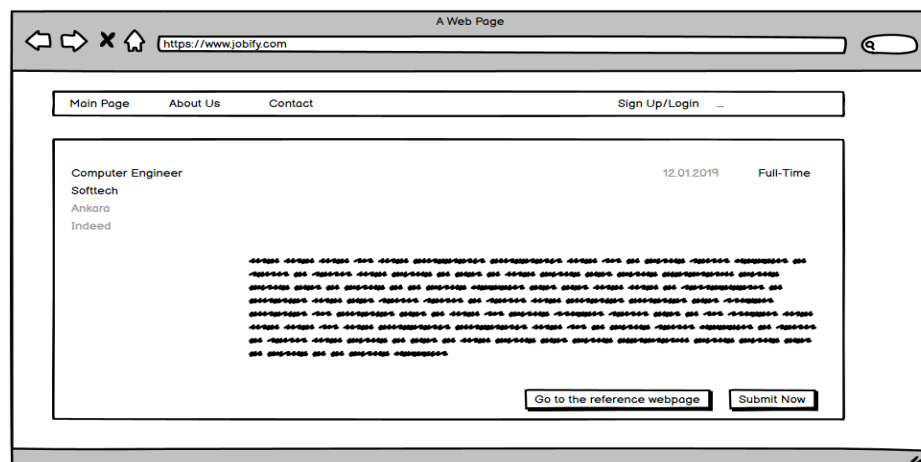 A Web Page
https://www.jobify.com
Main Page About Us Contact Sign Up/Login ...
Computer Engineer 12.01.2019 Full-Time
Softtech
Ankara
Indeed
Go to the reference webpage Submit Now